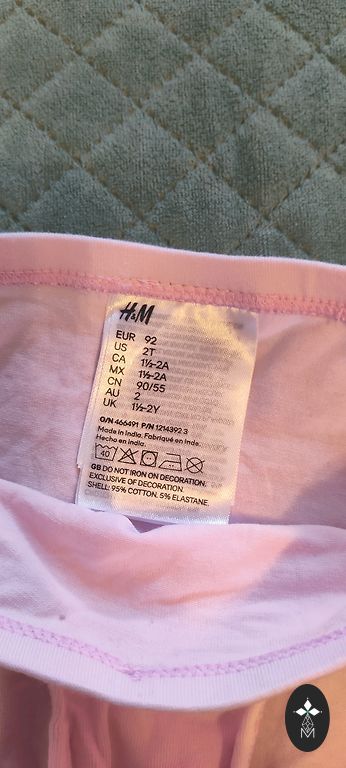 H&M
EUR 92
US 2T
CA 1½-2A
MX 1½-2A
CN 90/55
AU 2
UK 1½-2Y
O/N 466491 P/N 1214392 3
Made in India. Fabriqué en Inde.
Hecho en India.
40
GB DO NOT IRON ON DECORATION.
EXCLUSIVE OF DECORATION.
SHELL: 95% COTTON, 5% ELASTANE.